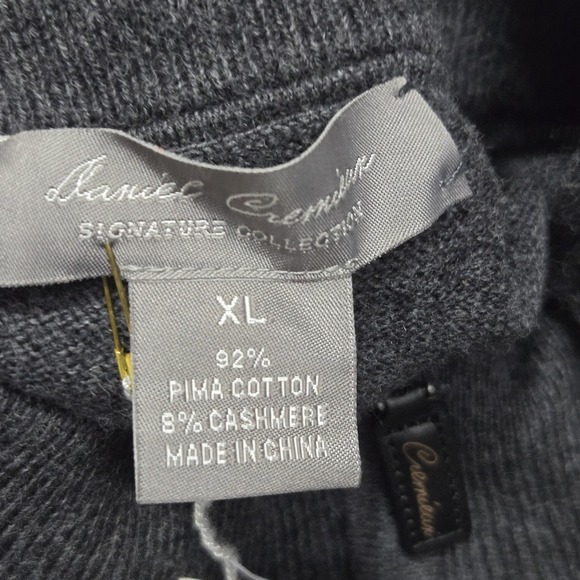 Daniel Cremieux
SIGNATURE COLLECTION
XL
92%
PIMA COTTON
8% CASHMERE
MADE IN CHINA
Cremieux